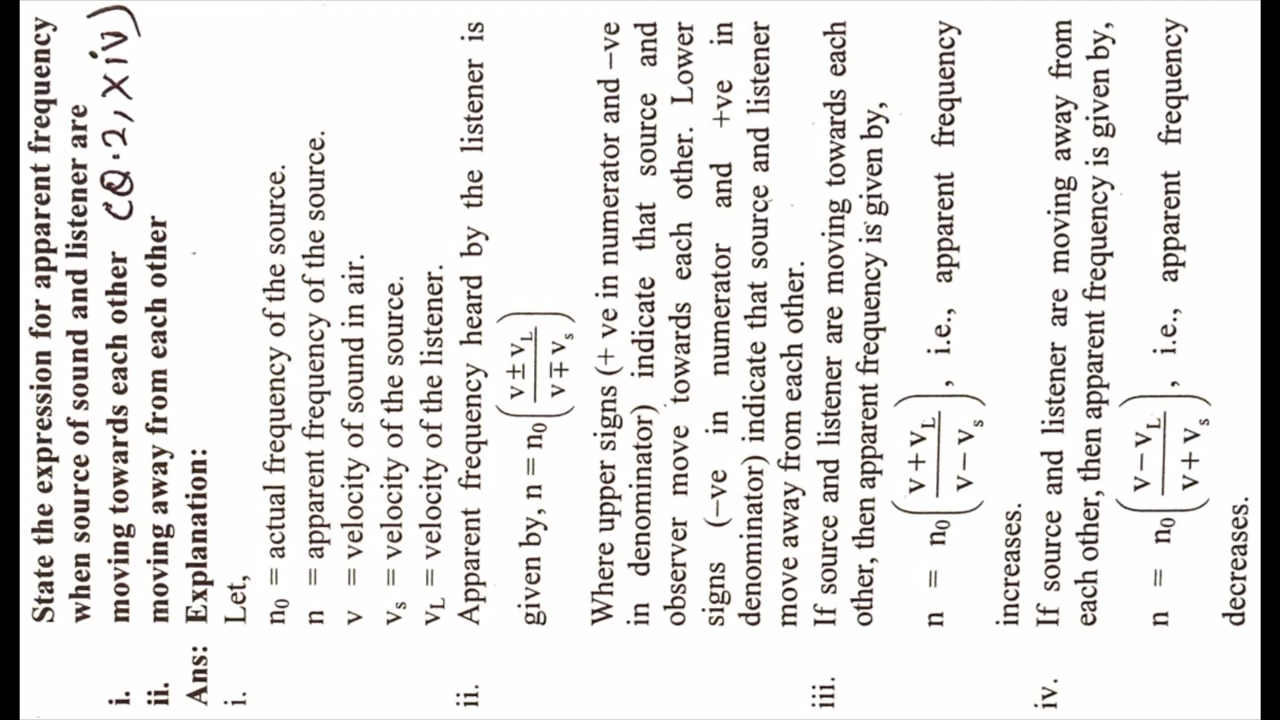 State the expression for apparent frequency
when source of sound and listener are
i. moving towards each other (Q.2, xiv)
ii. moving away from each other
Ans: Explanation:
i. Let,
n₀ = actual frequency of the source.
n = apparent frequency of the source.
v = velocity of sound in air.
vₛ = velocity of the source.
v_L = velocity of the listener.
ii. Apparent frequency heard by the listener is
given by, n = n₀ ((v ± v_L) / (v ∓ vₛ))
Where upper signs (+ ve in numerator and –ve
in denominator) indicate that source and
observer move towards each other. Lower
signs (–ve in numerator and +ve in
denominator) indicate that source and listener
move away from each other.
iii. If source and listener are moving towards each
other, then apparent frequency is given by,
n = n₀ ((v + v_L) / (v – vₛ)), i.e., apparent frequency
increases.
iv. If source and listener are moving away from
each other, then apparent frequency is given by,
n = n₀ ((v – v_L) / (v + vₛ)), i.e., apparent frequency
decreases.